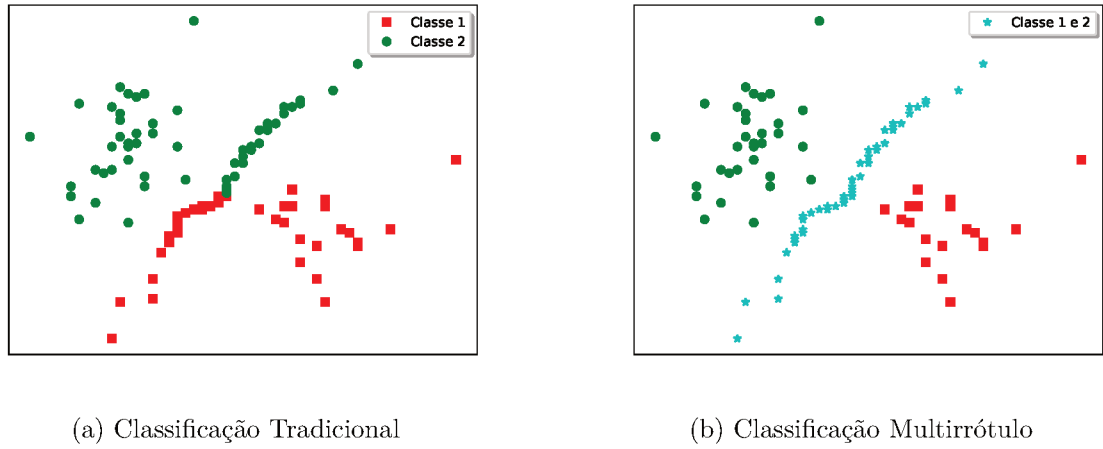 Classe 1
Classe 2
Classe 1 e 2
(a) Classificação Tradicional
(b) Classificação Multirrótulo